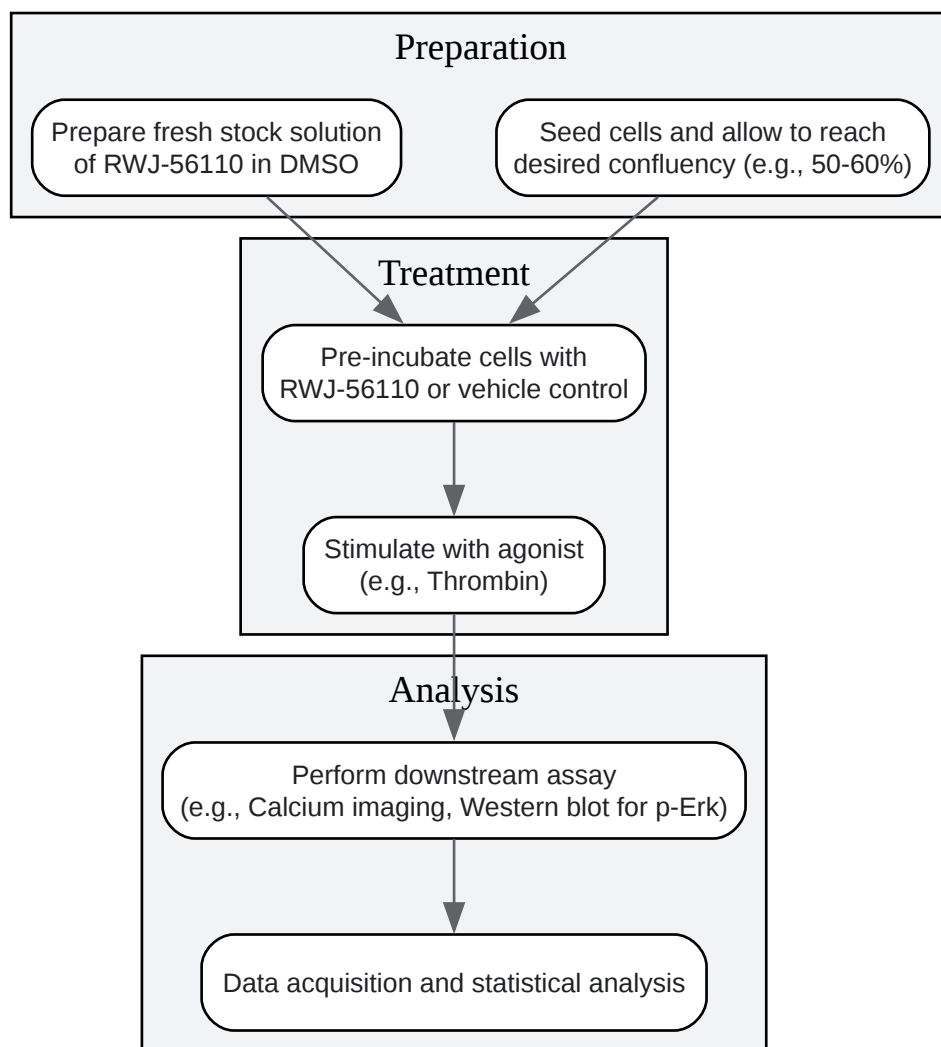 Preparation
Prepare fresh stock solution
of RWJ-56110 in DMSO
Seed cells and allow to reach
desired confluency (e.g., 50-60%)
Treatment
Pre-incubate cells with
RWJ-56110 or vehicle control
Stimulate with agonist
(e.g., Thrombin)
Analysis
Perform downstream assay
(e.g., Calcium imaging, Western blot for p-Erk)
Data acquisition and statistical analysis